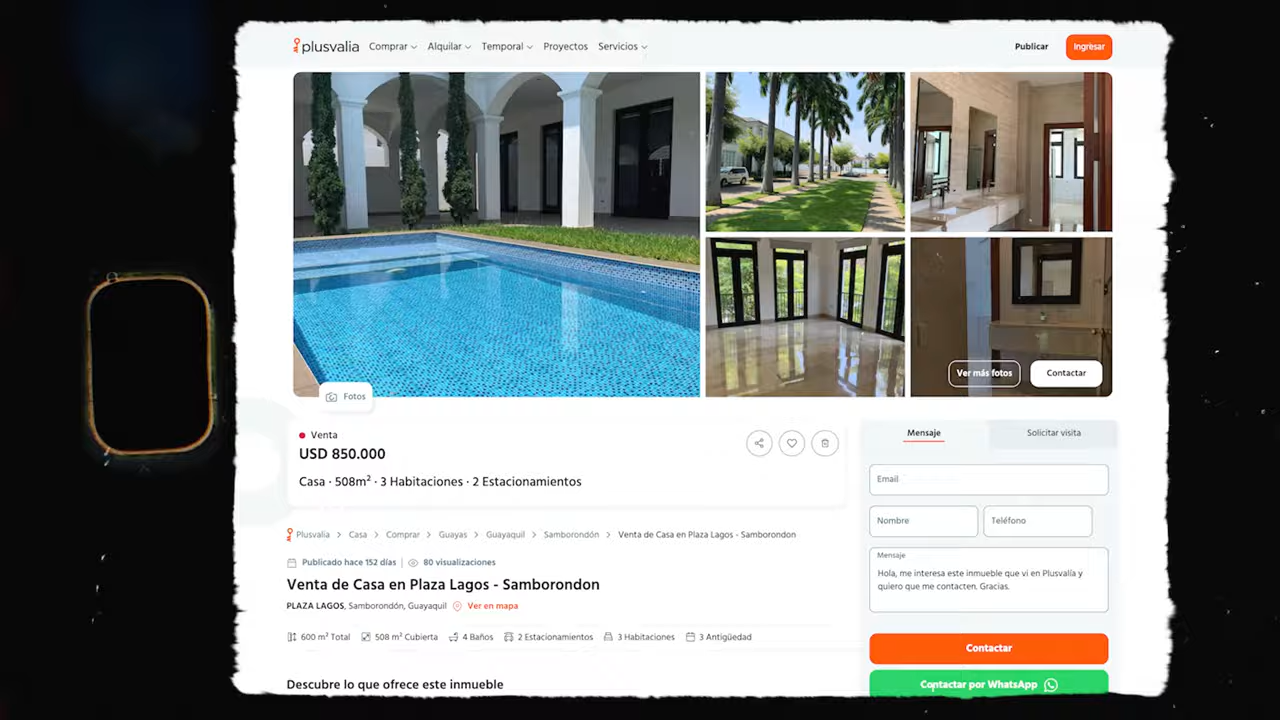 plusvalia Comprar Alquilar Temporal Proyectos Servicios Publicar Ingresar
Ver más fotos Contactar
Fotos
Venta
USD 850.000
Casa · 508m² · 3 Habitaciones · 2 Estacionamientos
Plusvalia > Casa > Comprar > Guayas > Guayaquil > Samborondón > Venta de Casa en Plaza Lagos - Samborondon
Publicado hace 152 días | 80 visualizaciones
Venta de Casa en Plaza Lagos - Samborondon
PLAZA LAGOS, Samborondón, Guayaquil Ver en mapa
600 m² Total 508 m² Cubierta 4 Baños 2 Estacionamientos 3 Habitaciones 3 Antigüedad
Descubre lo que ofrece este inmueble
Mensaje Solicitar visita
Email
Nombre Teléfono
Mensaje
Hola, me interesa este inmueble que vi en Plusvalía y
quiero que me contacten. Gracias.
Contactar
Contactar por WhatsApp